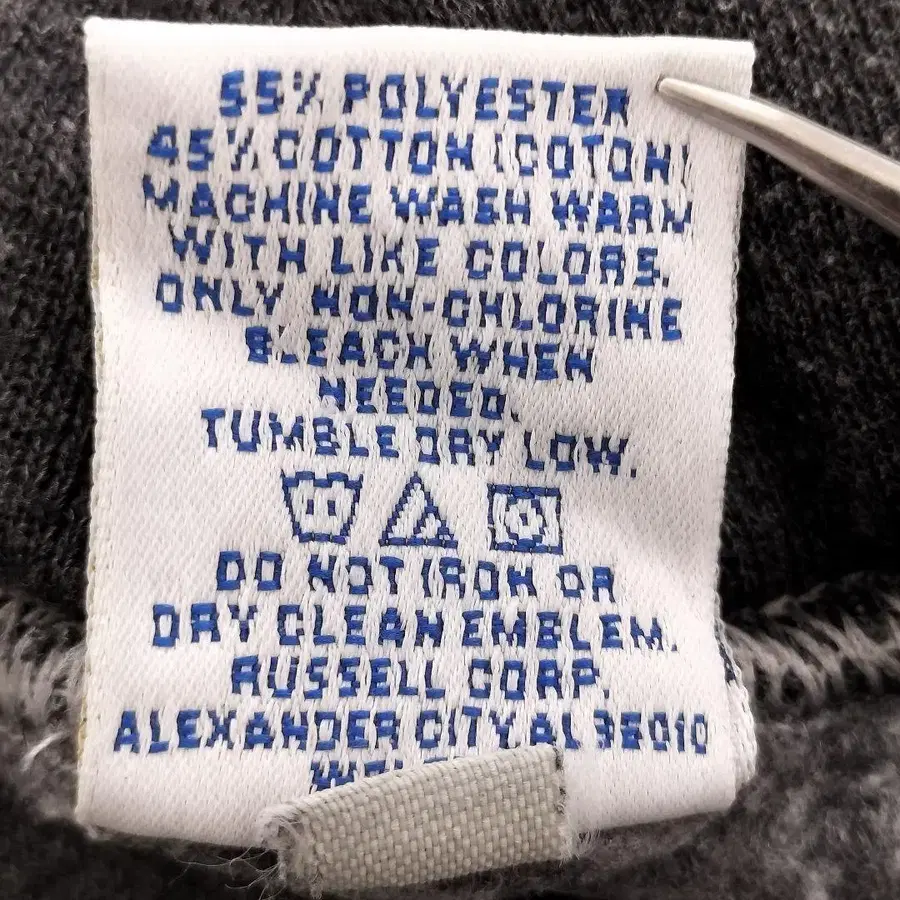 55% POLYESTER
45% COTTON (COTON)
MACHINE WASH WARM
WITH LIKE COLORS.
ONLY NON-CHLORINE
BLEACH WHEN
NEEDED.
TUMBLE DRY LOW.
DO NOT IRON OR
DRY CLEAN EMBLEM.
RUSSELL CORP.
ALEXANDER CITY AL 35010